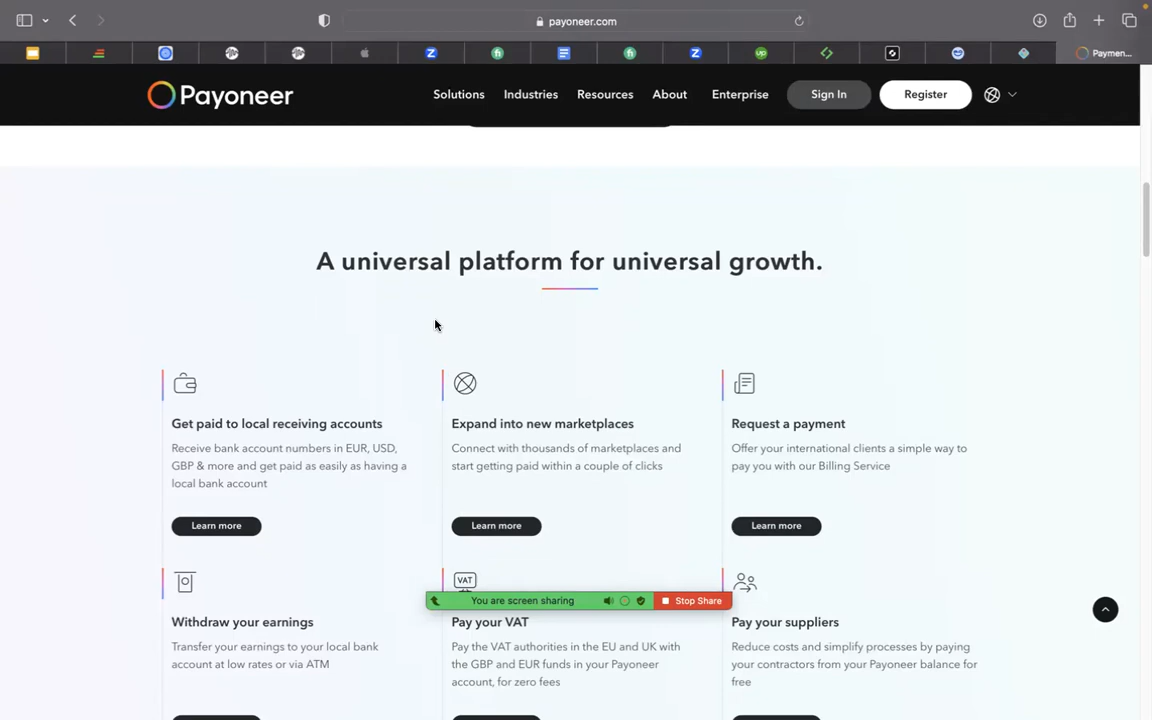 payoneer.com
Paymen...
Payoneer
Solutions
Industries
Resources
About
Enterprise
Sign In
Register
A universal platform for universal growth.
Get paid to local receiving accounts
Receive bank account numbers in EUR, USD,
GBP & more and get paid as easily as having a
local bank account
Learn more
Expand into new marketplaces
Connect with thousands of marketplaces and
start getting paid within a couple of clicks
Learn more
Request a payment
Offer your international clients a simple way to
pay you with our Billing Service
Learn more
You are screen sharing
Stop Share
Withdraw your earnings
Transfer your earnings to your local bank
account at low rates or via ATM
VAT
Pay your VAT
Pay the VAT authorities in the EU and UK with
the GBP and EUR funds in your Payoneer
account, for zero fees
Pay your suppliers
Reduce costs and simplify processes by paying
your contractors from your Payoneer balance for
free